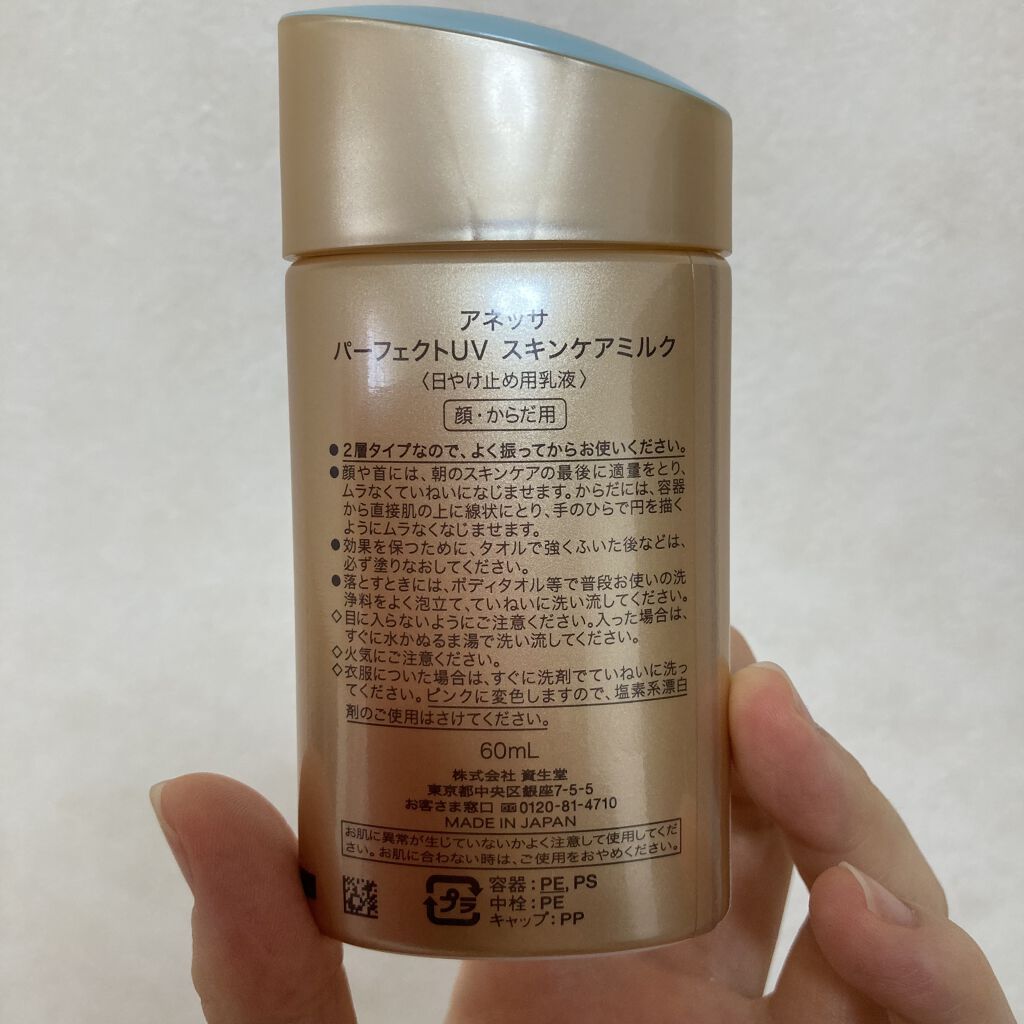 アネッサ
パーフェクトUV スキンケアミルク
〈日やけ止め用乳液〉
顔・からだ用
●2層タイプなので、よく振ってからお使いください。
●顔や首には、朝のスキンケアの最後に適量をとり、
ムラなくていねいになじませます。からだには、容器
から直接肌の上に線状にとり、手のひらで円を描く
ようにムラなくなじませます。
●効果を保つために、タオルで強くふいた後などは、
必ず塗りなおしてください。
●落とすときには、ボディタオル等で普段お使いの洗
浄料をよく泡立て、ていねいに洗い流してください。
◇目に入らないようにご注意ください。入った場合は、
すぐに水かぬるま湯で洗い流してください。
◇火気にご注意ください。
◇衣服についた場合は、すぐに洗剤でていねいに洗っ
てください。ピンクに変色しますので、塩素系漂白
剤のご使用はさけてください。
60mL
株式会社 資生堂
東京都中央区銀座7-5-5
お客さま窓口 0120-81-4710
MADE IN JAPAN
お肌に異常が生じていないかよく注意して使用してくだ
さい。お肌に合わない時は、ご使用をおやめください。
プラ
容器:PE, PS
中栓:PE
キャップ:PP